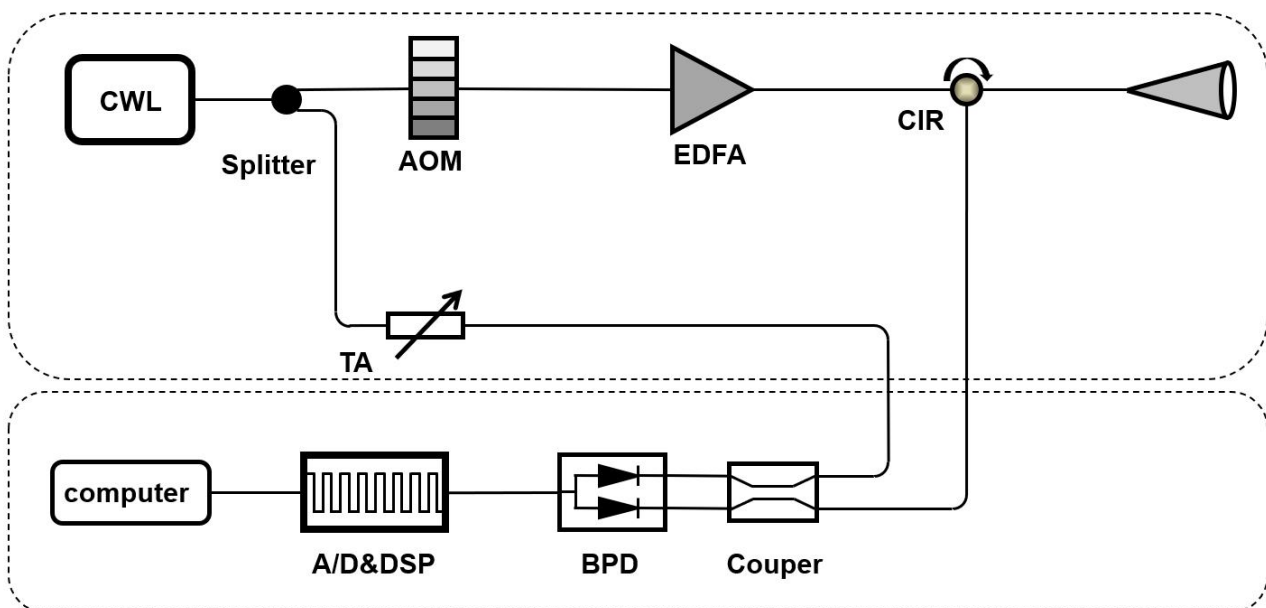 CWL
Splitter
AOM
EDFA
CIR
TA
computer
A/D&DSP
BPD
Couper